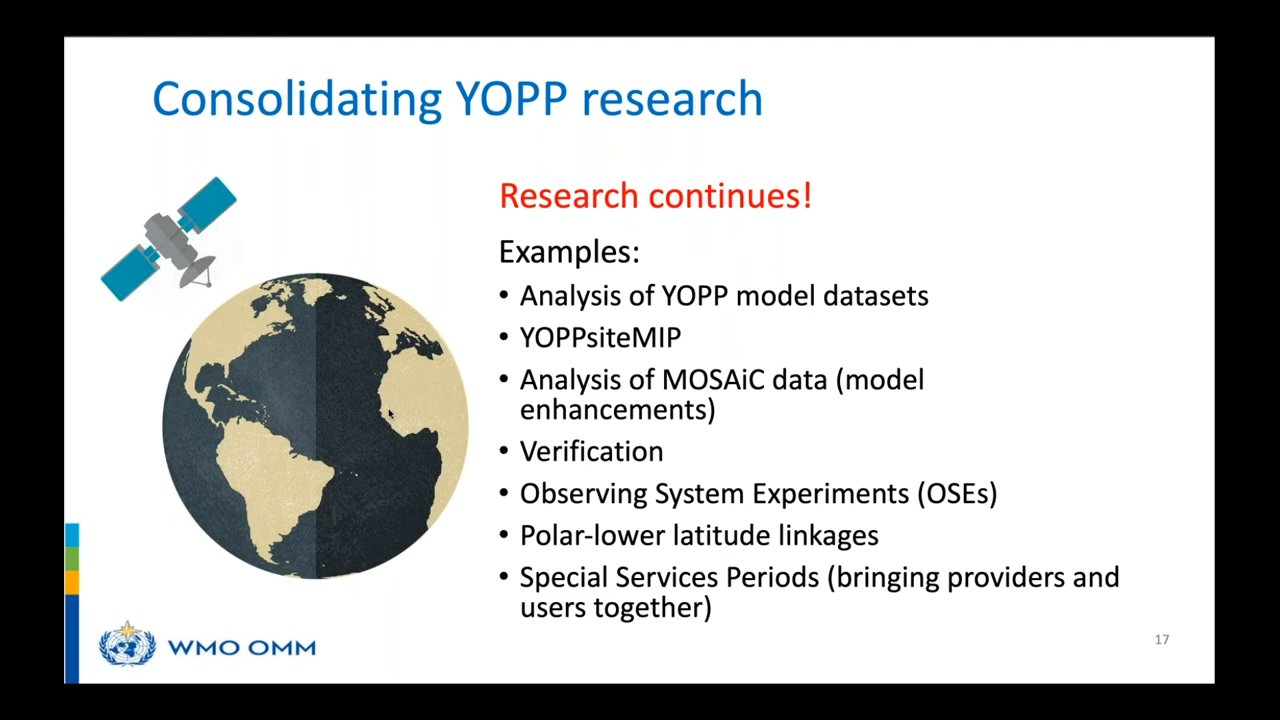 Consolidating YOPP research
Research continues!
Examples:
• Analysis of YOPP model datasets
• YOPPsiteMIP
• Analysis of MOSAiC data (model
enhancements)
• Verification
• Observing System Experiments (OSEs)
• Polar-lower latitude linkages
• Special Services Periods (bringing providers and
users together)
WMO OMM
17